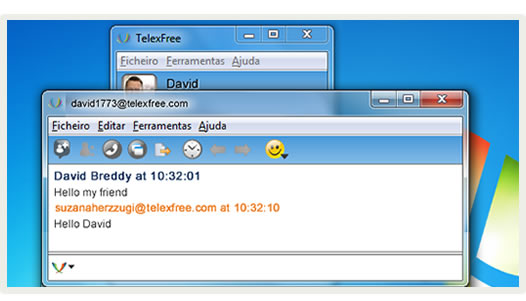 TelexFree
Ficheiro Ferramentas Ajuda
David
david1773@telexfree.com
Ficheiro Editar Ferramentas Ajuda
David Breddy at 10:32:01
Hello my friend
suzanaherzzugi@telexfree.com at 10:32:10
Hello David